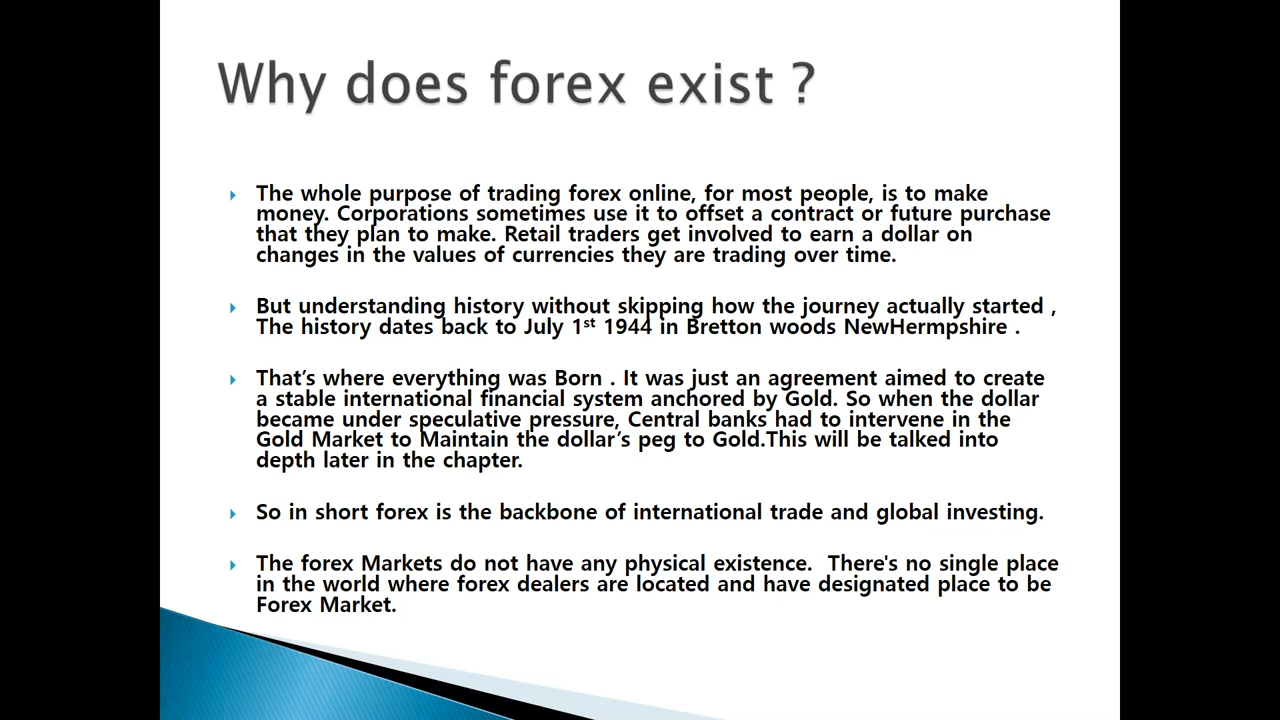 Why does forex exist ?
The whole purpose of trading forex online, for most people, is to make
money. Corporations sometimes use it to offset a contract or future purchase
that they plan to make. Retail traders get involved to earn a dollar on
changes in the values of currencies they are trading over time.
But understanding history without skipping how the journey actually started ,
The history dates back to July 1st 1944 in Bretton woods NewHermpshire .
That’s where everything was Born . It was just an agreement aimed to create
a stable international financial system anchored by Gold. So when the dollar
became under speculative pressure, Central banks had to intervene in the
Gold Market to Maintain the dollar’s peg to Gold.This will be talked into
depth later in the chapter.
So in short forex is the backbone of international trade and global investing.
The forex Markets do not have any physical existence.  There's no single place
in the world where forex dealers are located and have designated place to be
Forex Market.